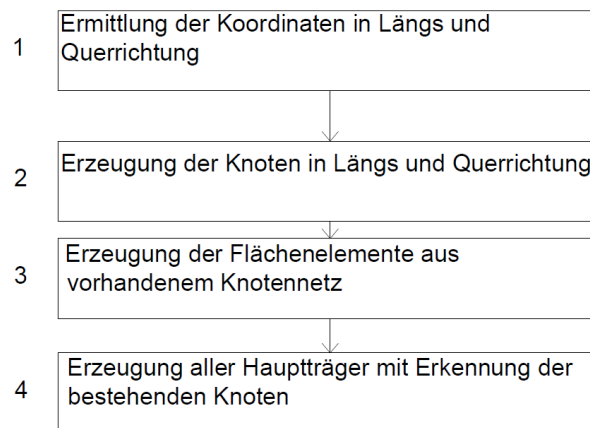 1
Ermittlung der Koordinaten in Längs und
Querrichtung
2
Erzeugung der Knoten in Längs und Querrichtung
3
Erzeugung der Flächenelemente aus
vorhandenem Knotennetz
4
Erzeugung aller Hauptträger mit Erkennung der
bestehenden Knoten